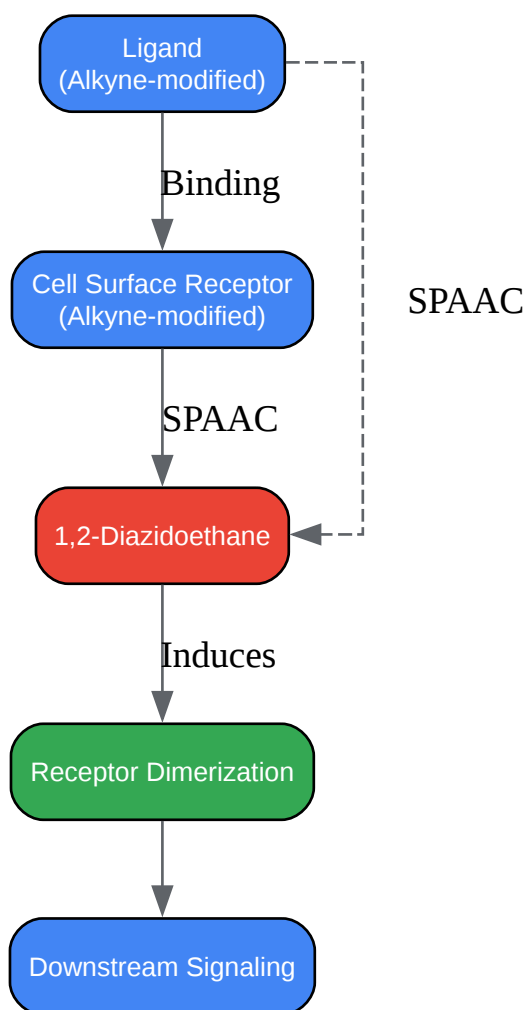 Ligand
(Alkyne-modified)
Binding
Cell Surface Receptor
(Alkyne-modified)
SPAAC
SPAAC
1,2-Diazidoethane
Induces
Receptor Dimerization
Downstream Signaling